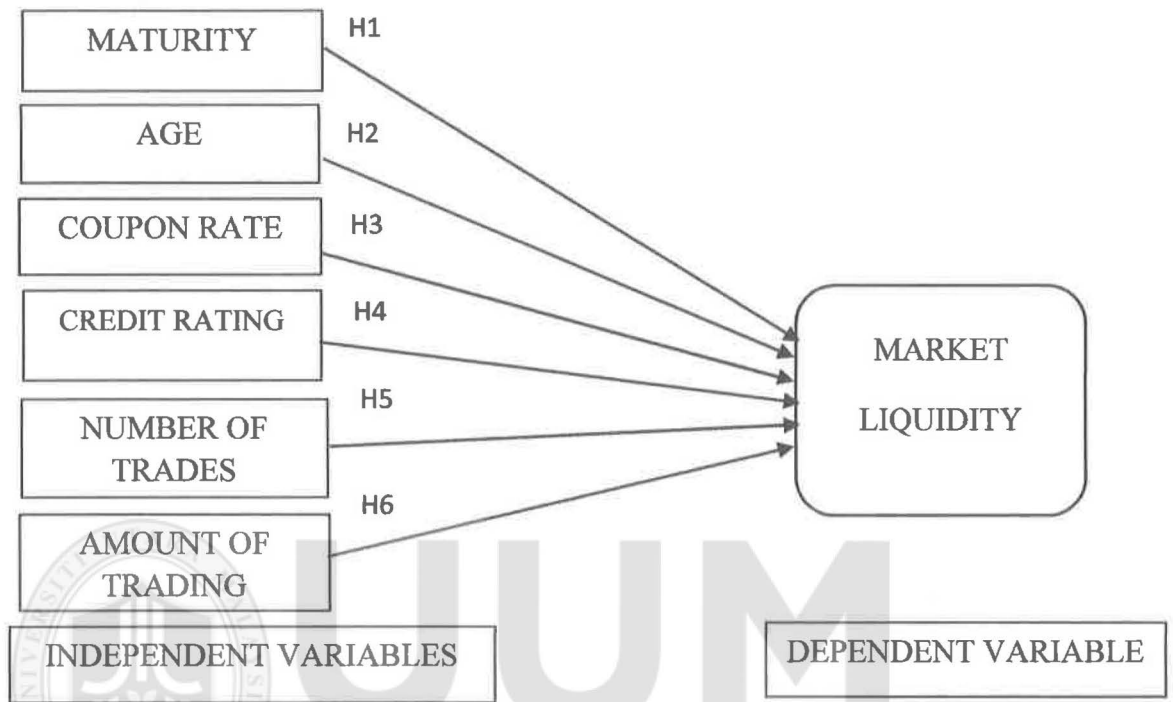 MATURITY
H1
AGE
H2
COUPON RATE
H3
CREDIT RATING
H4
MARKET
LIQUIDITY
NUMBER OF
TRADES
H5
AMOUNT OF
TRADING
H6
INDEPENDENT VARIABLES
DEPENDENT VARIABLE
UUM